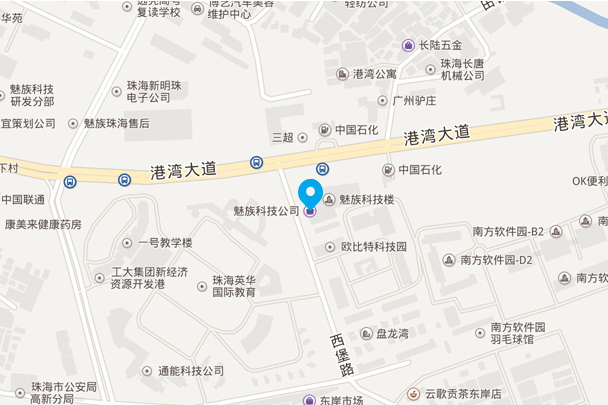 华苑
复读学校
博艺汽车美容
维护中心
轻纺公司
长陆五金
珠海长唐
机械公司
港湾公寓
广州驴庄
魅族科技
研发分部
珠海新明珠
电子公司
宜策划公司
魅族珠海售后
三超
中国石化
港湾大道
港湾大道
港湾大道
下村
中国石化
OK便利
中国联通
魅族科技公司
魅族科技楼
康美来健康药房
一号教学楼
欧比特科技园
南方软件园-B2
南方
工大集团新经济
资源开发港
珠海英华
国际教育
南方软件园-D2
南方软
西堡路
盘龙湾
南方软件园
羽毛球馆
通能科技公司
珠海市公安局
高新分局
东岸市场
云歌贡茶东岸店